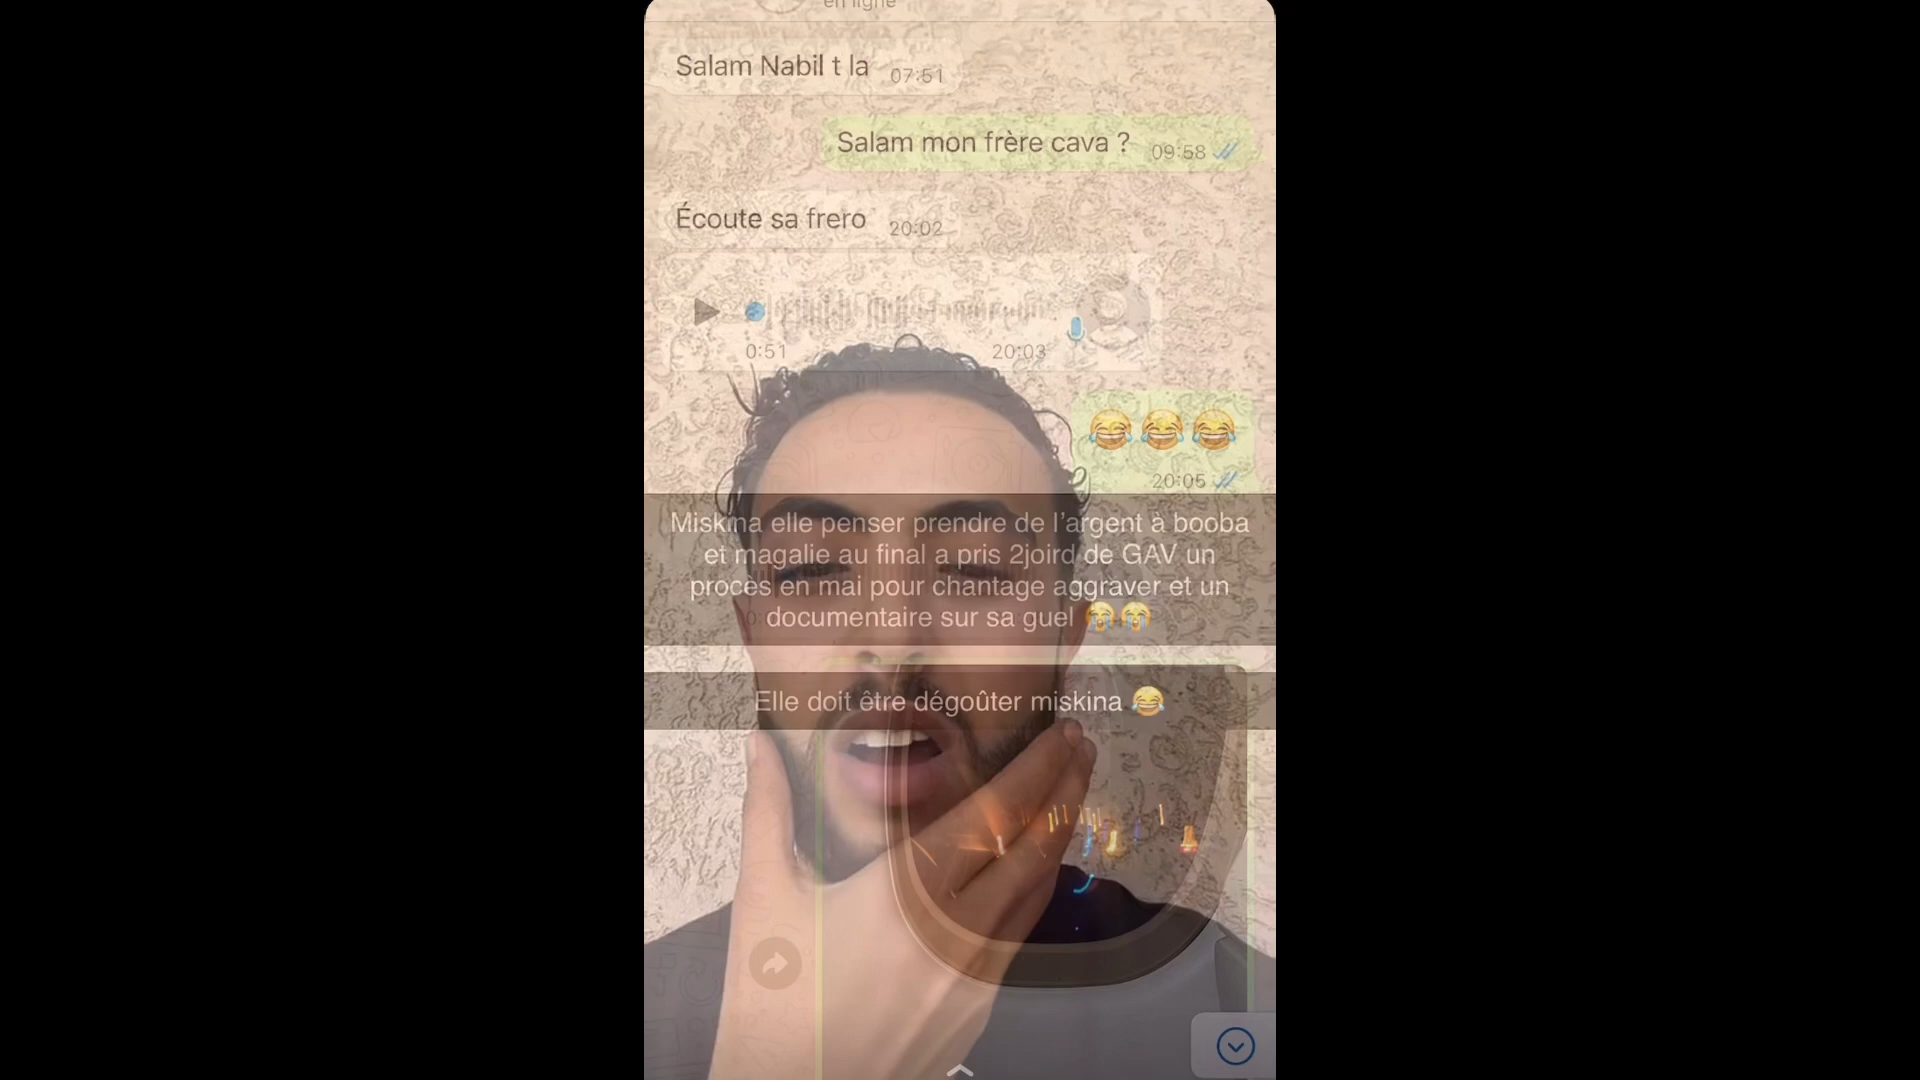 en ligne
Salam Nabil t la 07:51
Salam mon frère cava ? 09:58
Écoute sa frero 20:02
0:51 20:03
😂😂😂
20:05
Miskina elle penser prendre de l’argent à booba
et magalie au final a pris 2joird de GAV un
procès en mai pour chantage aggraver et un
documentaire sur sa guel 😭😭
Elle doit être dégoûter miskina 😂